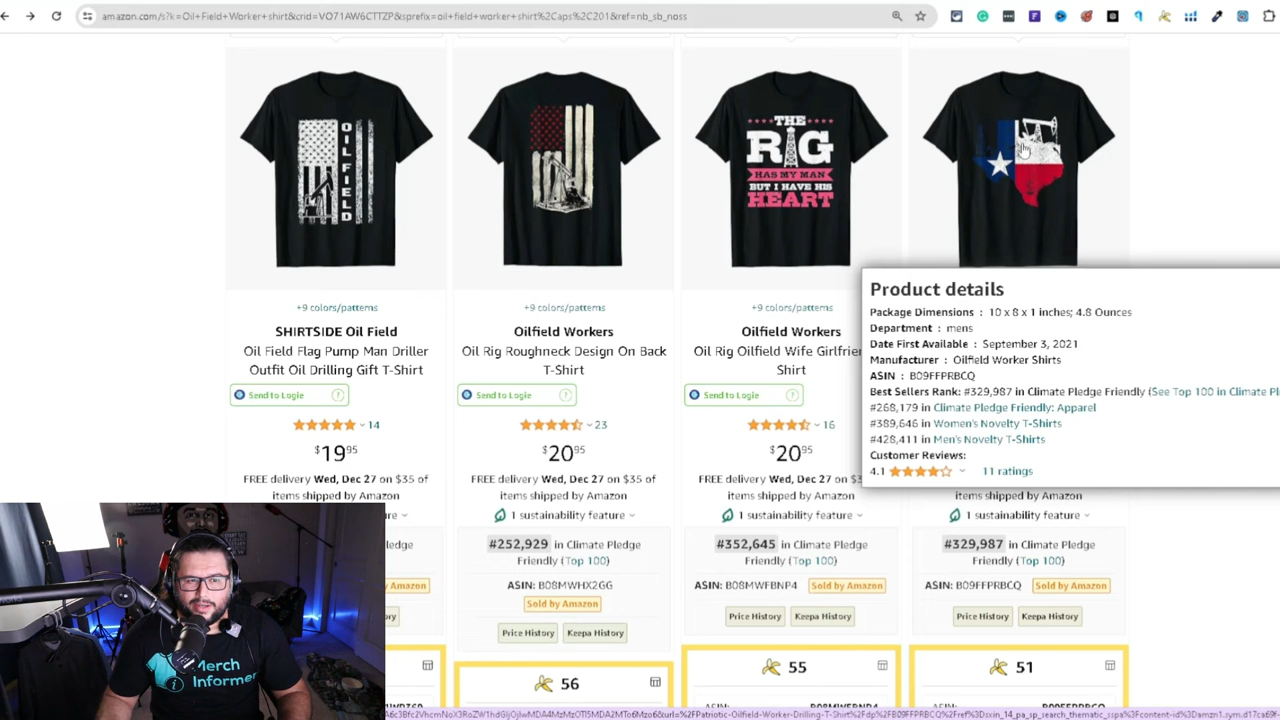 amazon.com/s?k=Oil+Field+Worker+shirt&crid=VO71AW6CTTZP&sprefix=oil+field+worker+shirt%2Caps%2C201&ref=nb_sb_noss
OIL FIELD
THE
RIG
HAS MY MAN
BUT I HAVE HIS
HEART
+9 colors/patterns
+9 colors/patterns
+9 colors/patterns
SHIRTSIDE Oil Field
Oil Field Flag Pump Man Driller
Outfit Oil Drilling Gift T-Shirt
Send to Logie ?
14
$19.95
FREE delivery Wed, Dec 27 on $35 of
items shipped by Amazon
Oilfield Workers
Oil Rig Roughneck Design On Back
T-Shirt
Send to Logie ?
23
$20.95
FREE delivery Wed, Dec 27 on $35 of
items shipped by Amazon
1 sustainability feature
#252,929 in Climate Pledge
Friendly (Top 100)
ASIN: B08MWHX2GG
Sold by Amazon
Price History Keepa History
56
Oilfield Workers
Oil Rig Oilfield Wife Girlfrien
Shirt
Send to Logie ?
16
$20.95
FREE delivery Wed, Dec 27 on $3
items shipped by Amazon
1 sustainability feature
#352,645 in Climate Pledge
Friendly (Top 100)
ASIN: B08MWFBNP4 Sold by Amazon
Price History Keepa History
55
Product details
Package Dimensions : 10 x 8 x 1 inches; 4.8 Ounces
Department : mens
Date First Available : September 3, 2021
Manufacturer : Oilfield Worker Shirts
ASIN : B09FFPRBCQ
Best Sellers Rank: #329,987 in Climate Pledge Friendly (See Top 100 in Climate Pl
#268,179 in Climate Pledge Friendly: Apparel
#389,646 in Women's Novelty T-Shirts
#428,411 in Men's Novelty T-Shirts
Customer Reviews:
4.1 11 ratings
items shipped by Amazon
1 sustainability feature
#329,987 in Climate Pledge
Friendly (Top 100)
ASIN: B09FFPRBCQ Sold by Amazon
Price History Keepa History
51
ledge
mazon
Merch
Informer